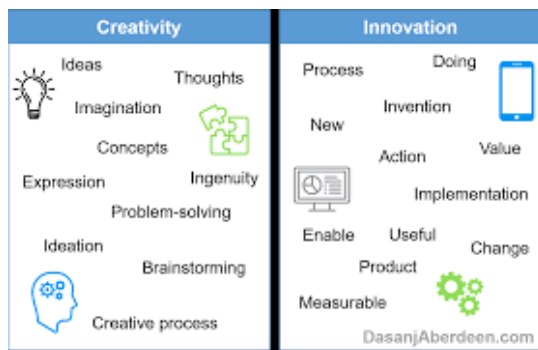 Creativity
Ideas
Thoughts
Imagination
Concepts
Expression
Ingenuity
Problem-solving
Ideation
Brainstorming
Creative process
Innovation
Doing
Process
Invention
New
Value
Action
Implementation
Enable
Useful
Change
Product
Measurable
DasanjAberdeen.com